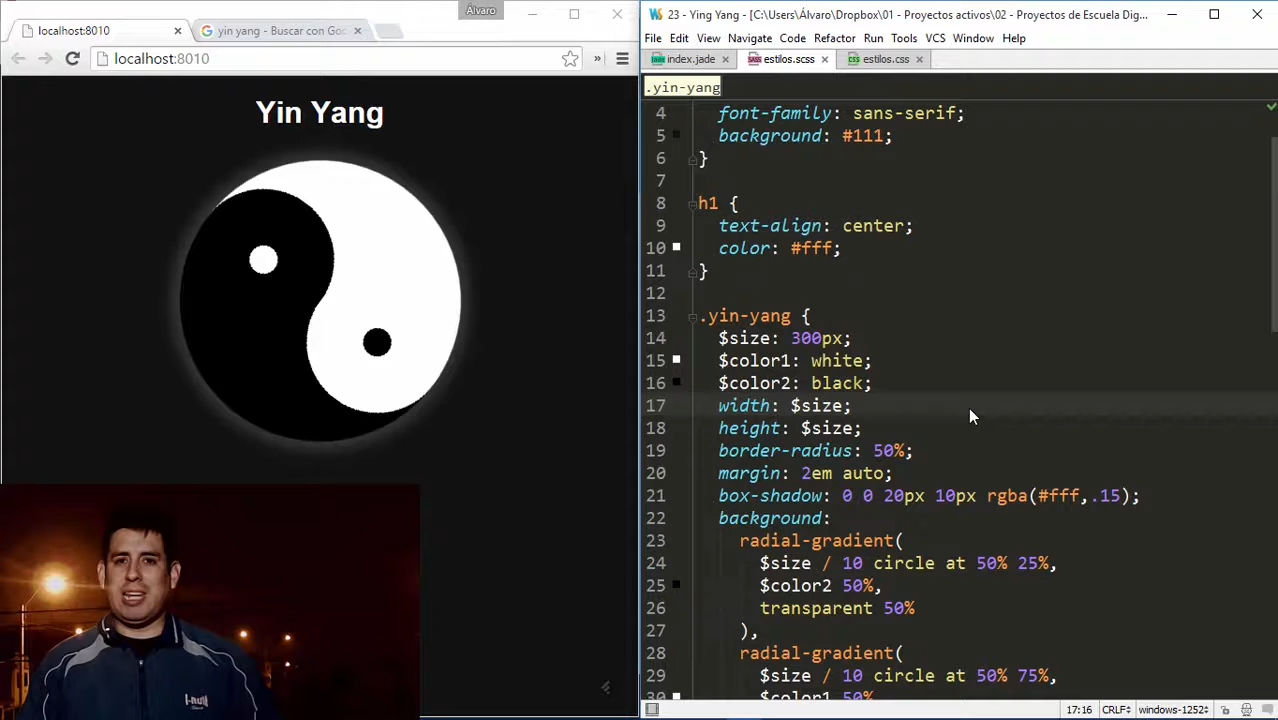 Álvaro
localhost:8010
yin yang - Buscar con Goo
localhost:8010
Yin Yang
23 - Ying Yang - [C:\Users\Álvaro\Dropbox\01 - Proyectos activos\02 - Proyectos de Escuela Dig...
File Edit View Navigate Code Refactor Run Tools VCS Window Help
index.jade
estilos.scss
estilos.css
.yin-yang
4 font-family: sans-serif;
5 background: #111;
6 }
7
8 h1 {
9 text-align: center;
10 color: #fff;
11 }
12
13 .yin-yang {
14 $size: 300px;
15 $color1: white;
16 $color2: black;
17 width: $size;
18 height: $size;
19 border-radius: 50%;
20 margin: 2em auto;
21 box-shadow: 0 0 20px 10px rgba(#fff,.15);
22 background:
23 radial-gradient(
24 $size / 10 circle at 50% 25%,
25 $color2 50%,
26 transparent 50%
27 ),
28 radial-gradient(
29 $size / 10 circle at 50% 75%,
30 $color1 50%
17:16 CRLF windows-1252